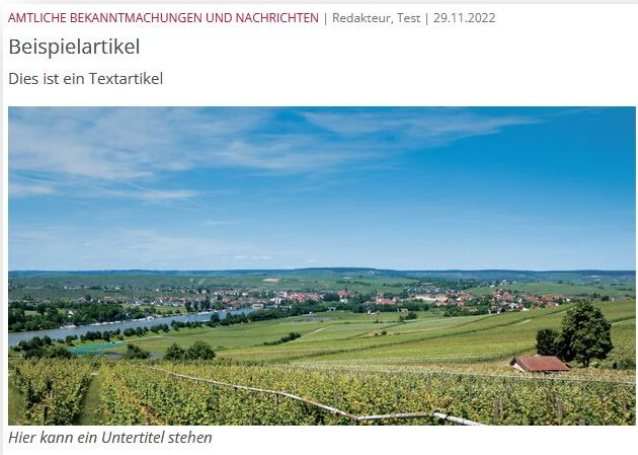 AMTLICHE BEKANNTMACHUNGEN UND NACHRICHTEN | Redakteur, Test | 29.11.2022
Beispielartikel
Dies ist ein Textartikel
Hier kann ein Untertitel stehen